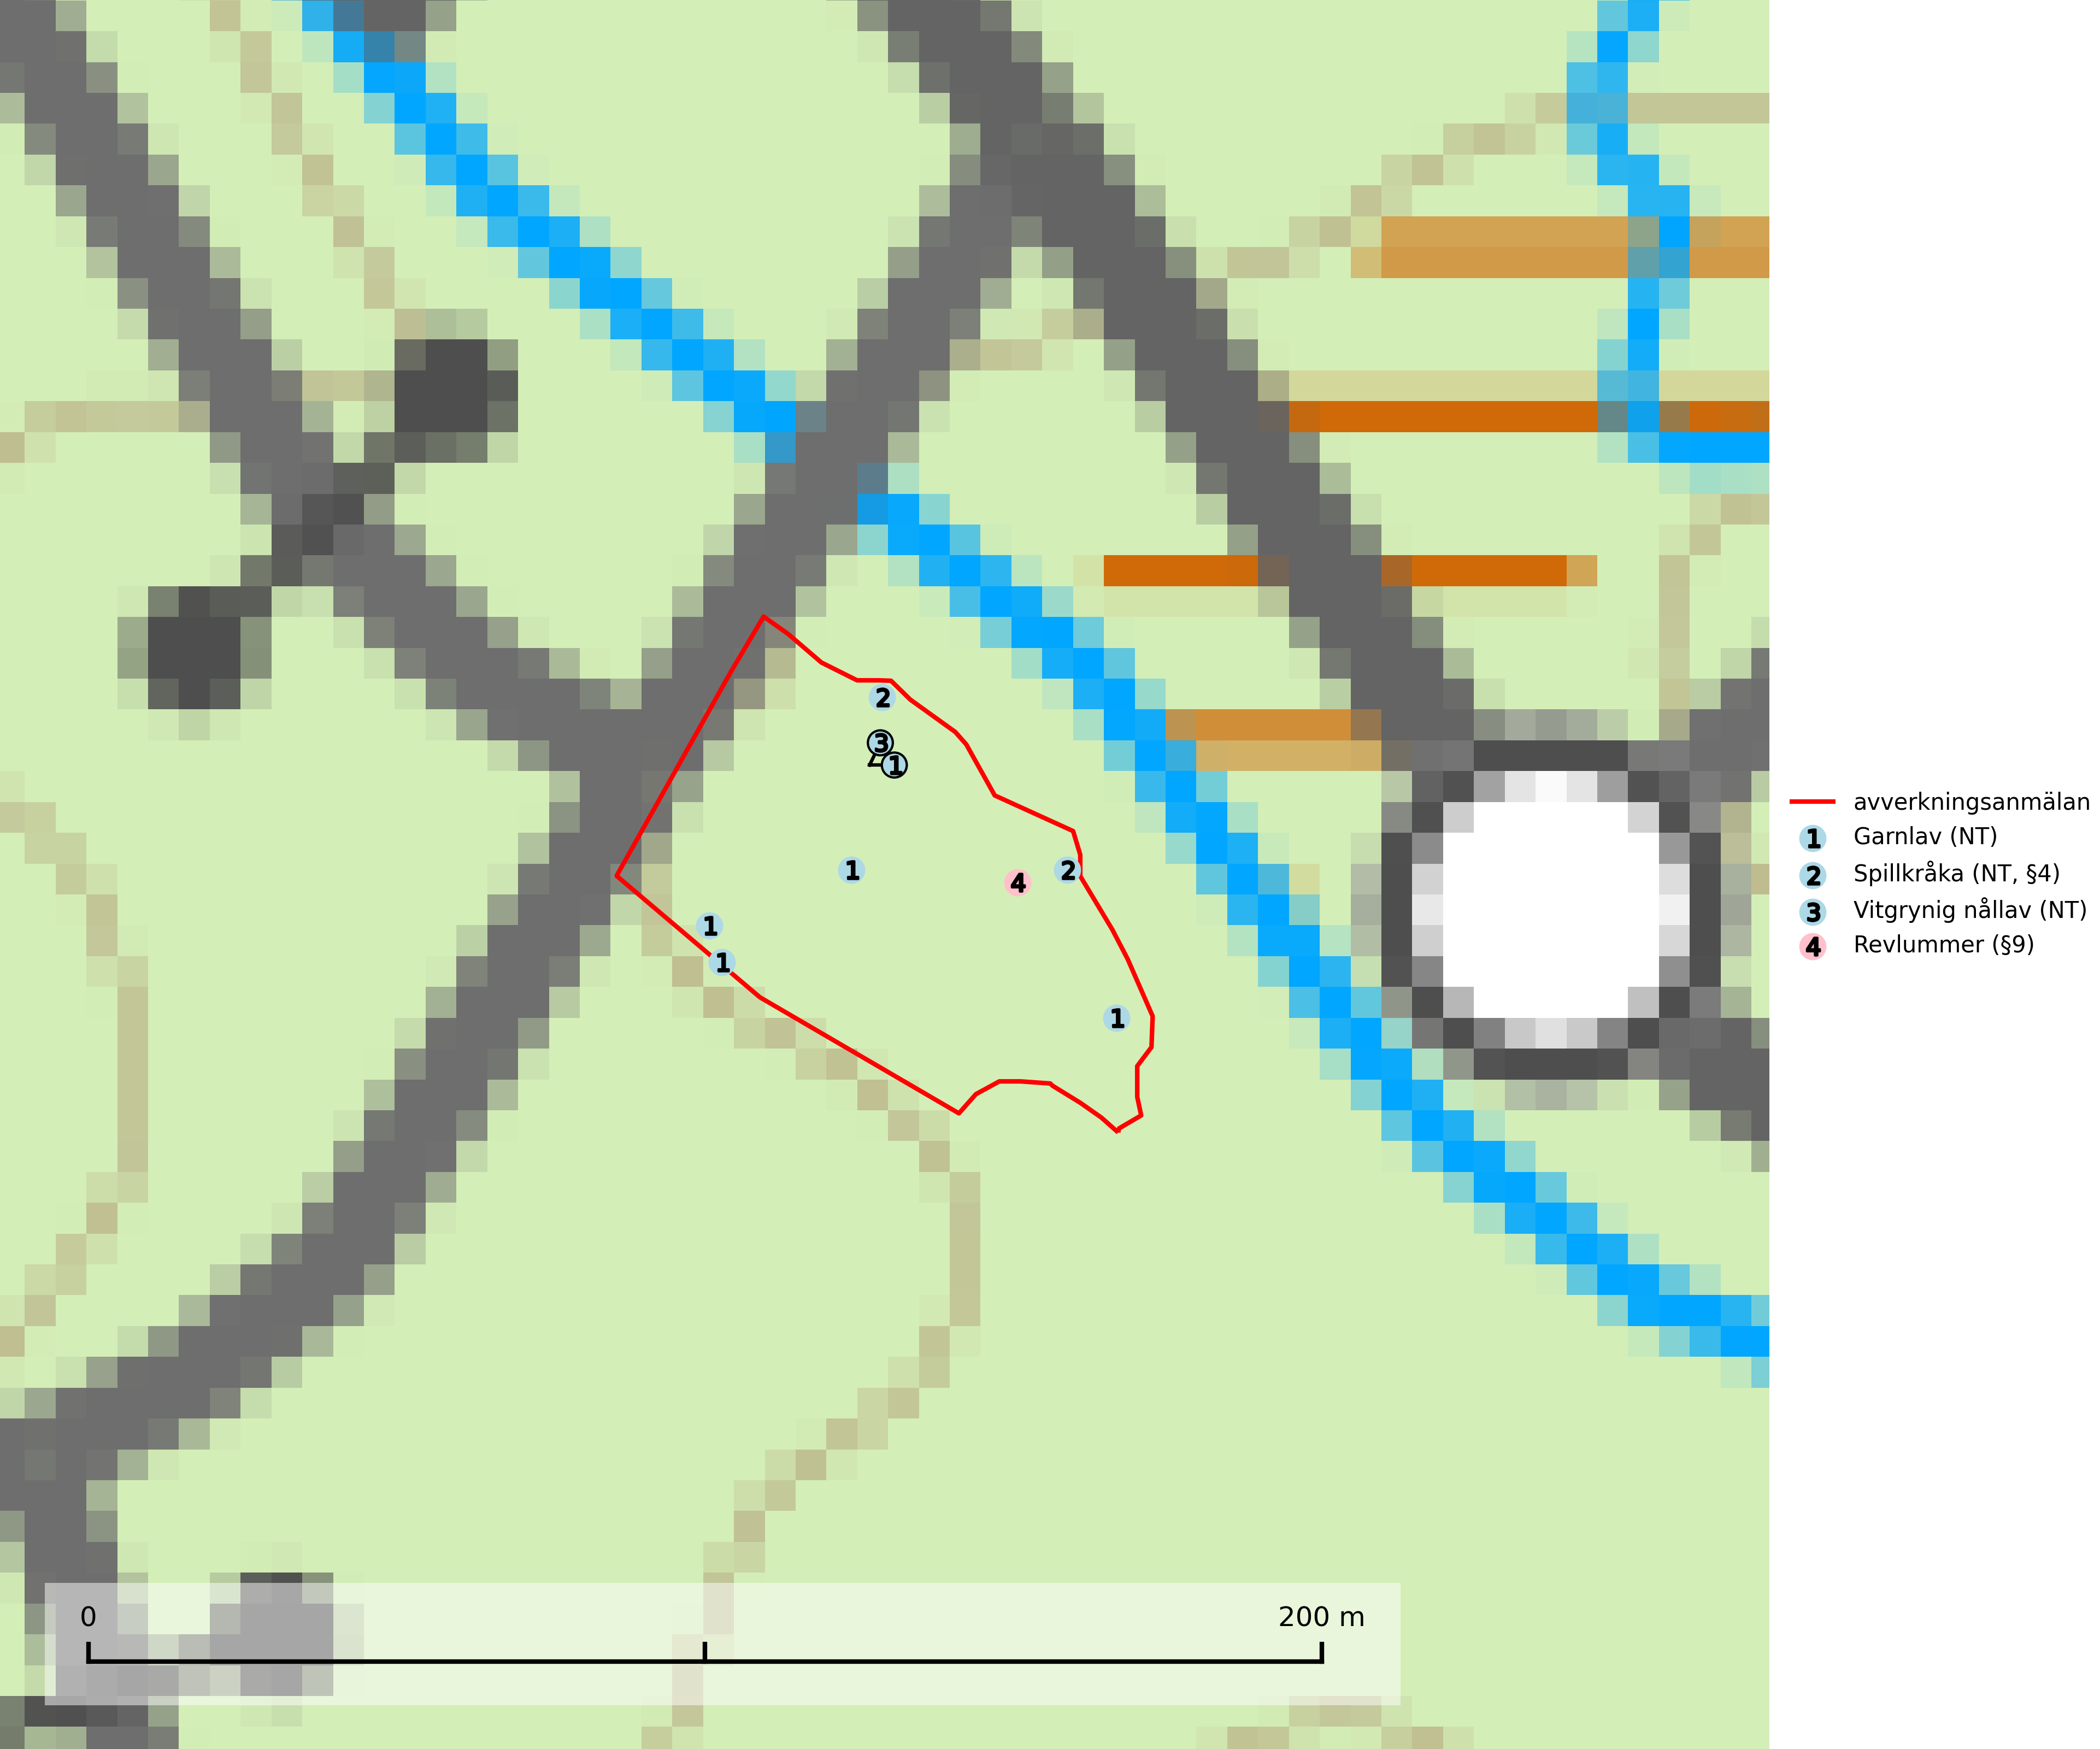 2
3
1
1
4
2
1
1
1
avverkningsanmälan
1 Garnlav (NT)
2 Spillkråka (NT, §4)
3 Vitgrynig nållav (NT)
4 Revlummer (§9)
0 200 m